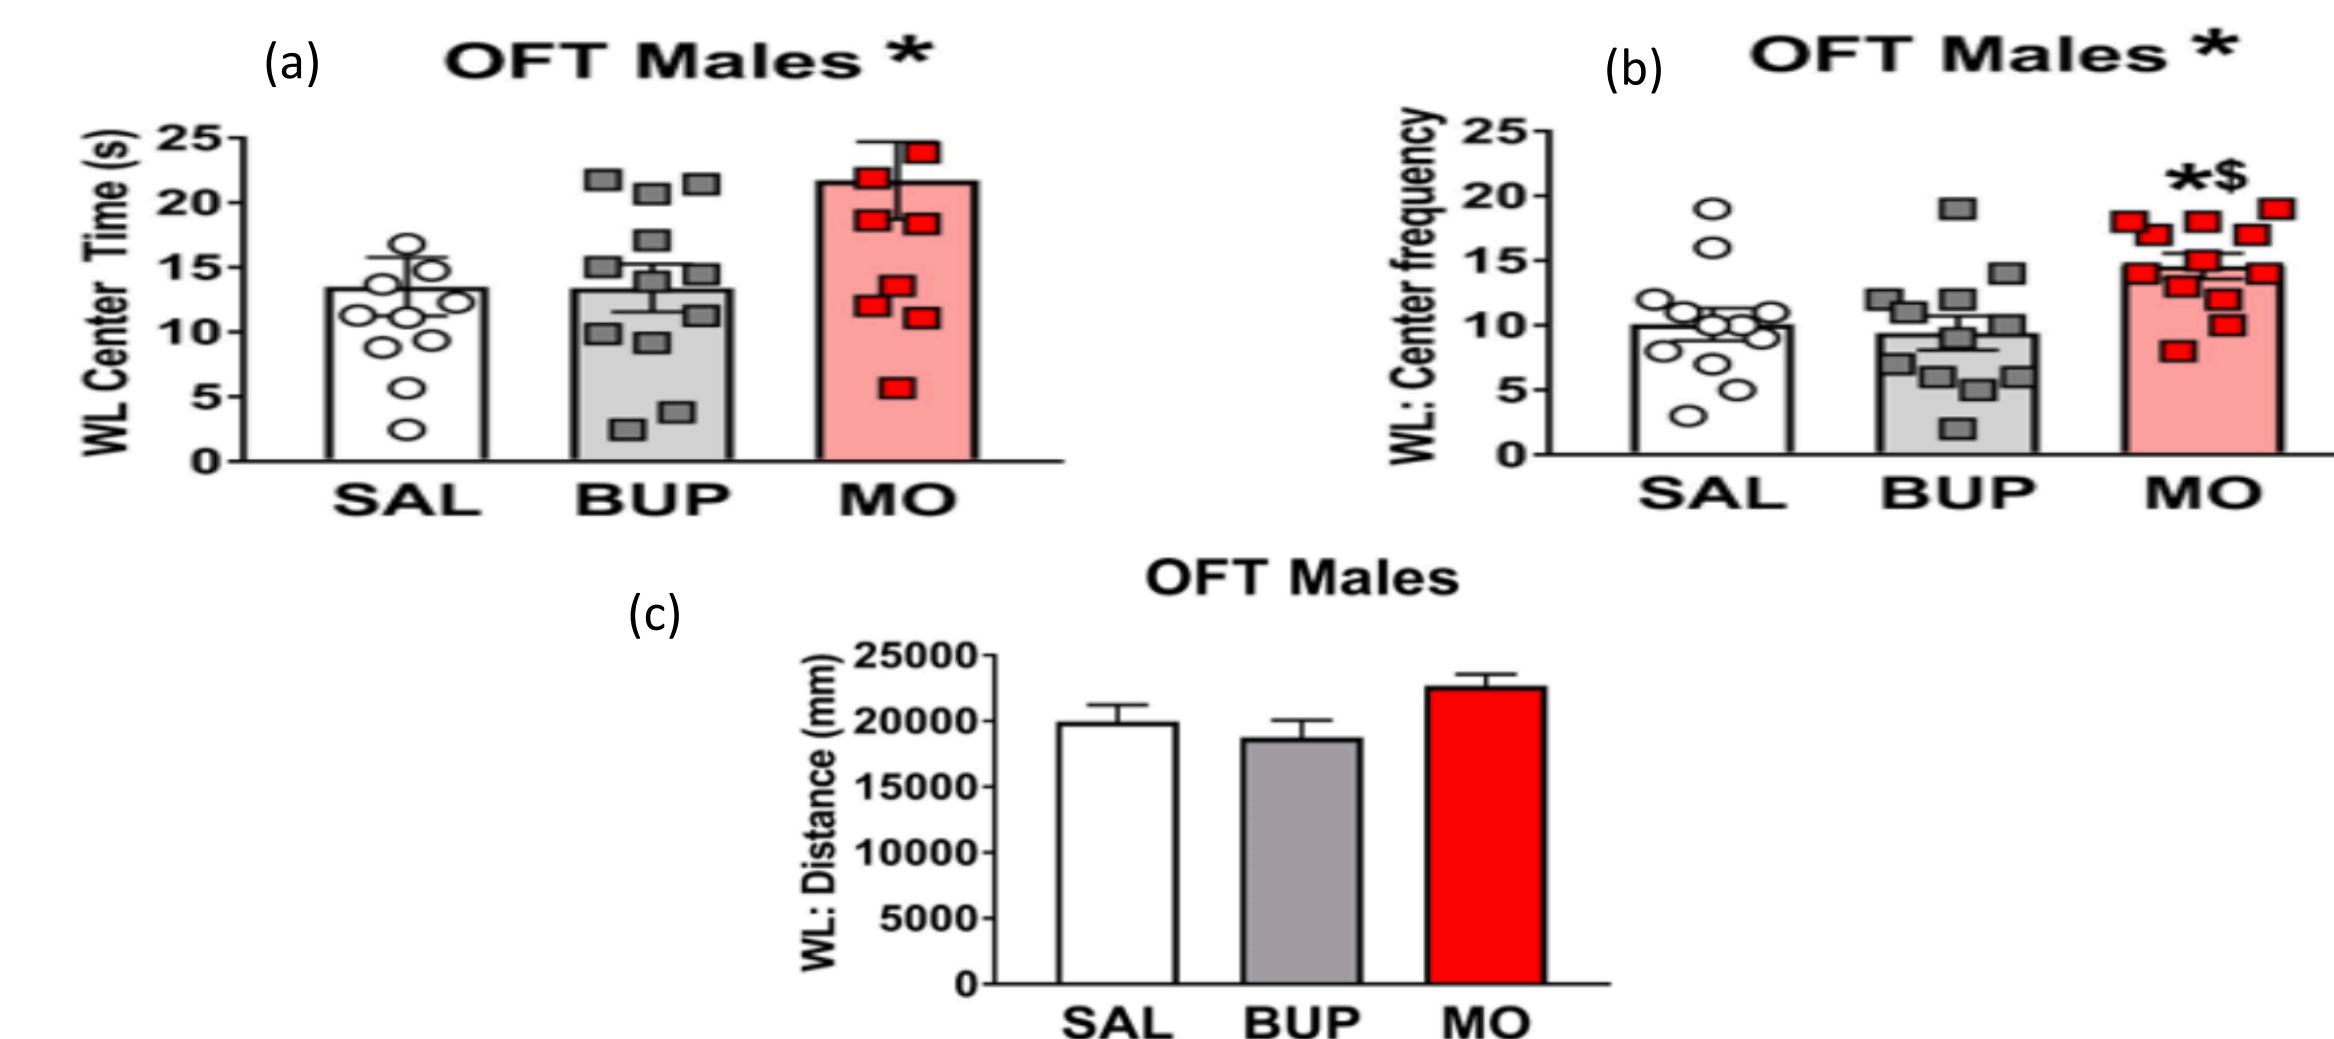 (a) OFT Males *
WL Center Time (s)
25
20
15
10
5
0
SAL BUP MO
(b) OFT Males *
WL: Center frequency
25
20
15
10
5
0
*$
SAL BUP MO
(c) OFT Males
WL: Distance (mm)
25000
20000
15000
10000
5000
0
SAL BUP MO